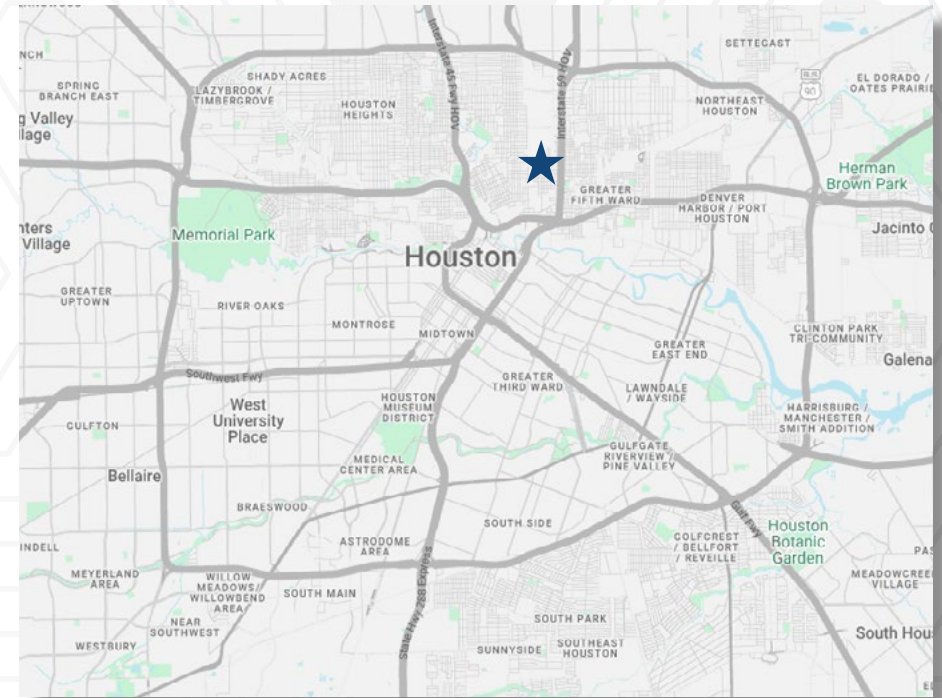 NCH
SPRING
BRANCH EAST
g Valley
llage
SHADY ACRES
LAZYBROOK /
TIMBERGROVE
HOUSTON
HEIGHTS
Interstate 45 Fwy HOV
Interstate 69 HOV
SETTEGAST
90
EL DORADO /
OATES PRAIRIE
NORTHEAST
HOUSTON
Herman
Brown Park
GREATER
FIFTH WARD
DENVER
HARBOR / PORT
HOUSTON
Jacinto
nters
Village
Memorial Park
Houston
GREATER
UPTOWN
RIVER OAKS
MONTROSE
MIDTOWN
CLINTON PARK
TRI-COMMUNITY
GREATER
EAST END
Galena
Southwest Fwy
GREATER
THIRD WARD
LAWNDALE
/ WAYSIDE
West
University
Place
HOUSTON
MUSEUM
DISTRICT
HARRISBURG /
MANCHESTER /
SMITH ADDITION
GULFTON
GULFGATE
RIVERVIEW /
PINE VALLEY
MEDICAL
CENTER AREA
Bellaire
BRAESWOOD
SOUTH SIDE
Gulf Fwy
Houston
Botanic
Garden
ASTRODOME
AREA
GOLFCREST
/ BELLFORT
/ REVEILLE
INDELL
PAS
MEYERLAND
AREA
WILLOW
MEADOWS/
WILLOWBEND
AREA
SOUTH MAIN
State Hwy 288 Express
MEADOWCREE
VILLAGE
SOUTH PARK
NEAR
SOUTHWEST
South Hou
WESTBURY
SUNNYSIDE
SOUTHEAST
HOUSTON